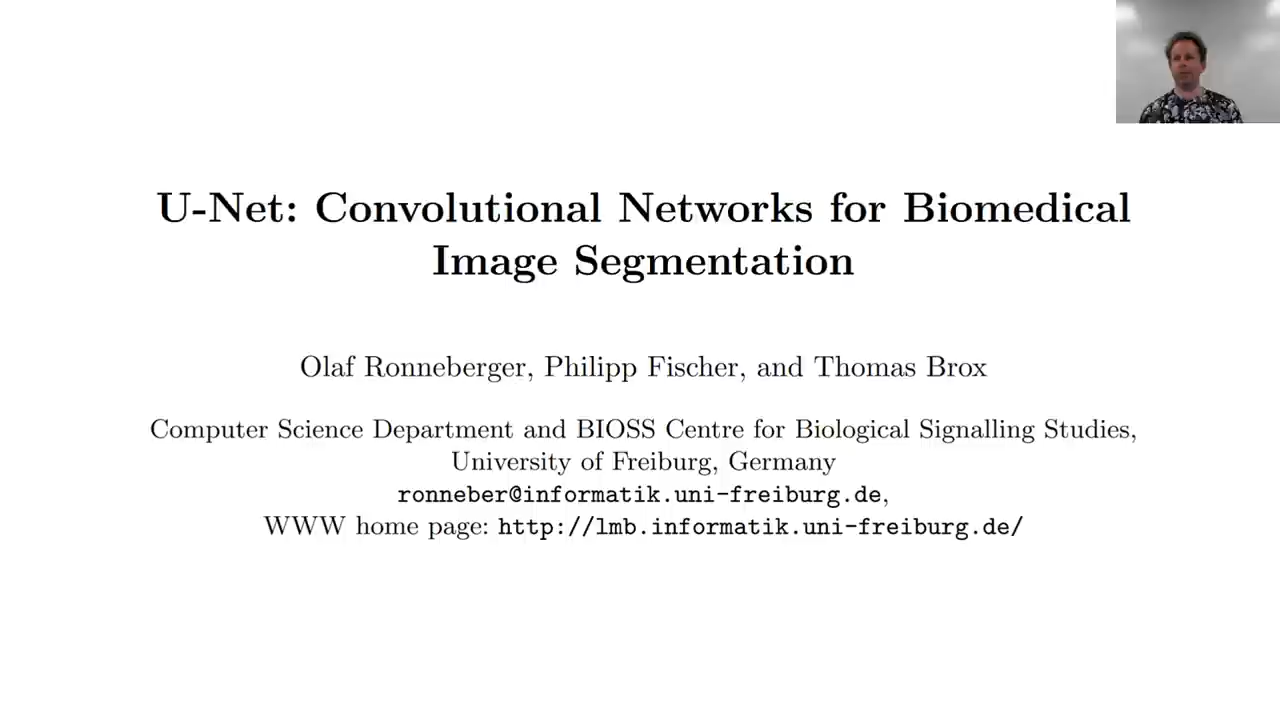 U-Net: Convolutional Networks for Biomedical
Image Segmentation
Olaf Ronneberger, Philipp Fischer, and Thomas Brox
Computer Science Department and BIOSS Centre for Biological Signalling Studies,
University of Freiburg, Germany
ronneber@informatik.uni-freiburg.de,
WWW home page: http://lmb.informatik.uni-freiburg.de/